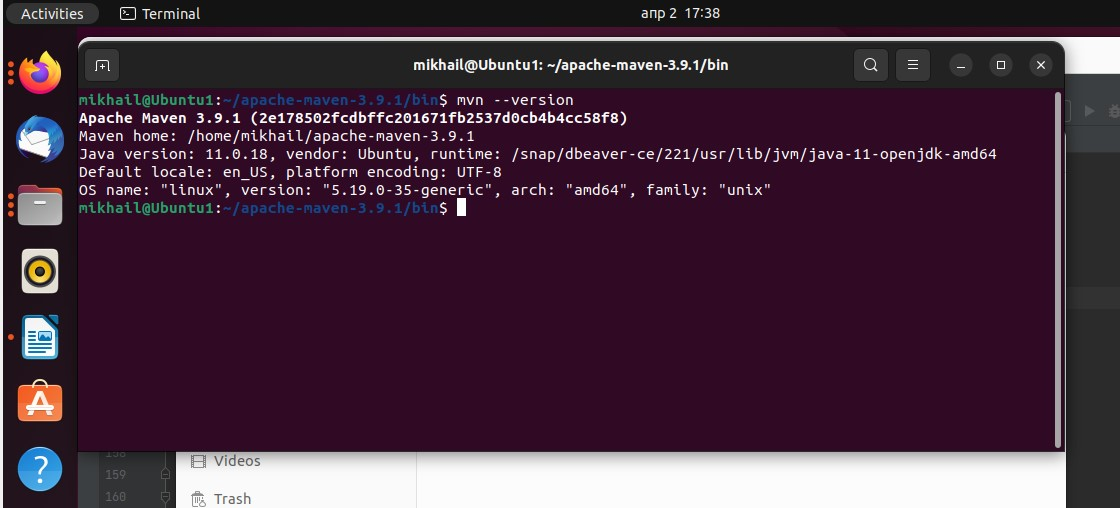 Activities
Terminal
апр 2 17:38
mikhail@Ubuntu1: ~/apache-maven-3.9.1/bin
mikhail@Ubuntu1:~/apache-maven-3.9.1/bin$ mvn --version
Apache Maven 3.9.1 (2e178502fcdbffc201671fb2537d0cb4b4cc58f8)
Maven home: /home/mikhail/apache-maven-3.9.1
Java version: 11.0.18, vendor: Ubuntu, runtime: /snap/dbeaver-ce/221/usr/lib/jvm/java-11-openjdk-amd64
Default locale: en_US, platform encoding: UTF-8
OS name: "linux", version: "5.19.0-35-generic", arch: "amd64", family: "unix"
mikhail@Ubuntu1:~/apache-maven-3.9.1/bin$
158
Videos
159
160
Trash